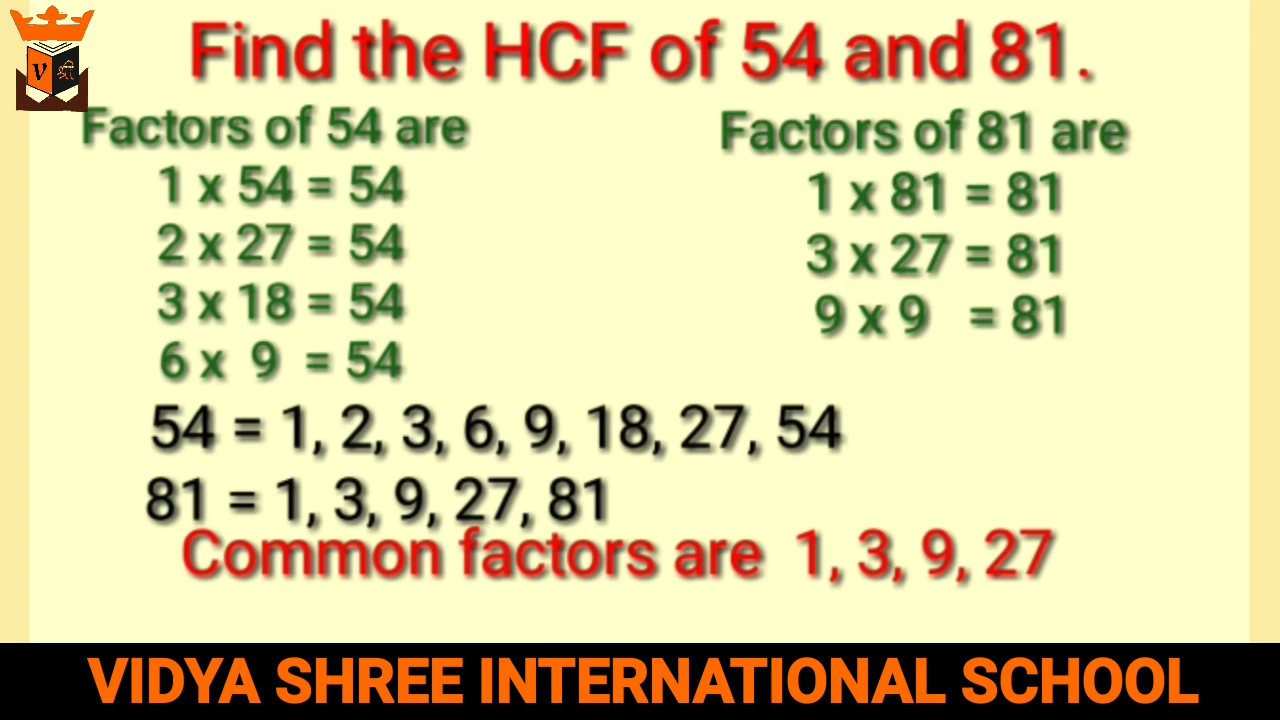 Find the HCF of 54 and 81.
Factors of 54 are
1 x 54 = 54
2 x 27 = 54
3 x 18 = 54
6 x 9 = 54
Factors of 81 are
1 x 81 = 81
3 x 27 = 81
9 x 9 = 81
54 = 1, 2, 3, 6, 9, 18, 27, 54
81 = 1, 3, 9, 27, 81
Common factors are 1, 3, 9, 27
VIDYA SHREE INTERNATIONAL SCHOOL